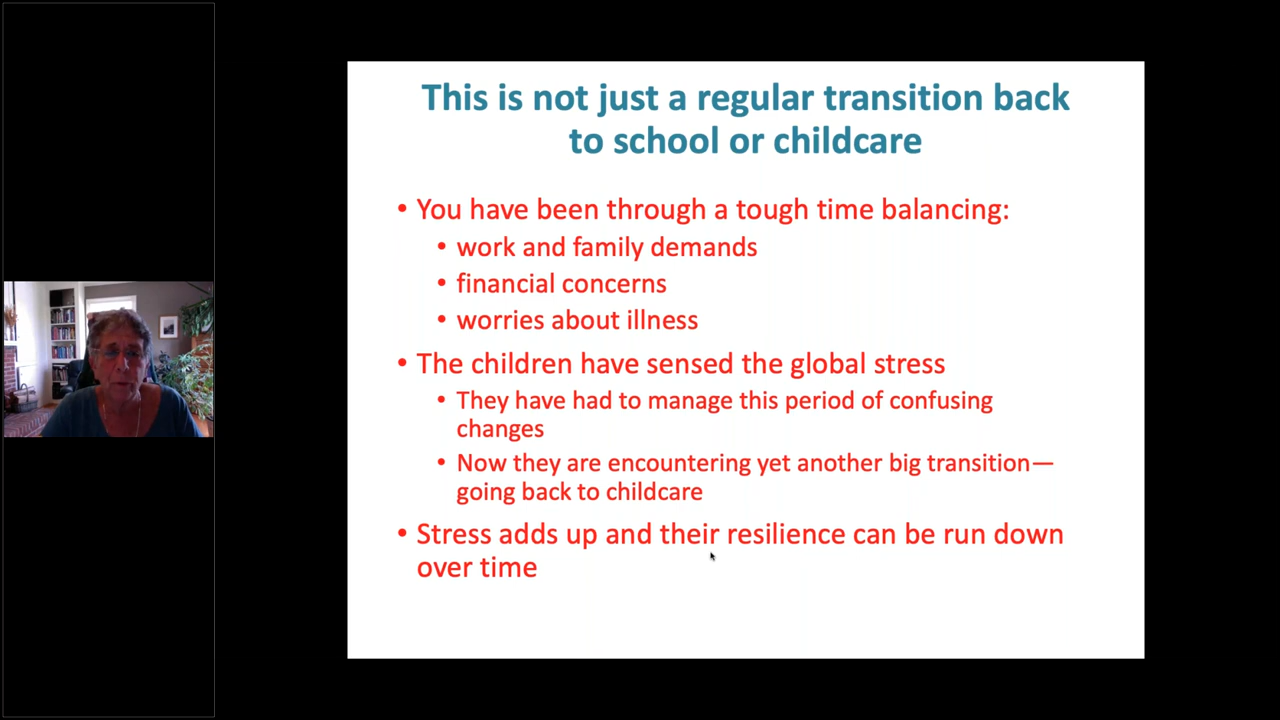 This is not just a regular transition back
to school or childcare
• You have been through a tough time balancing:
• work and family demands
• financial concerns
• worries about illness
• The children have sensed the global stress
• They have had to manage this period of confusing
changes
• Now they are encountering yet another big transition—
going back to childcare
• Stress adds up and their resilience can be run down
over time